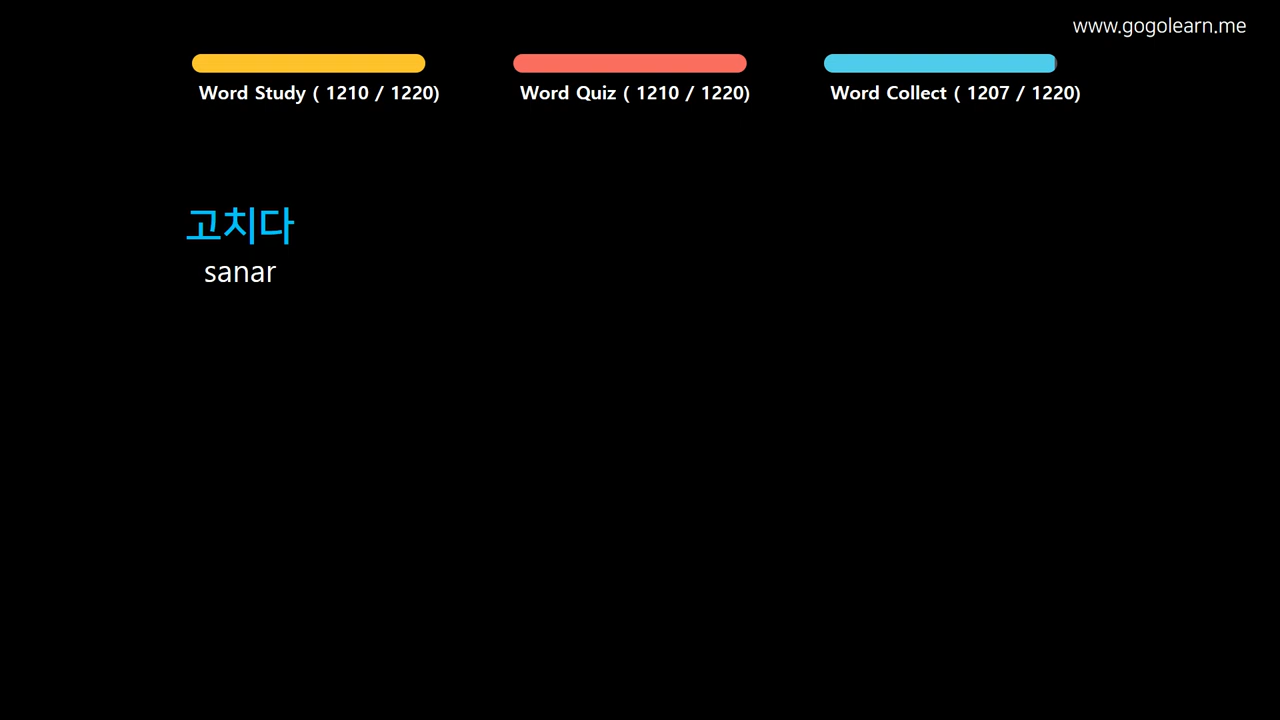 www.gogolearn.me
Word Study ( 1210 / 1220)
Word Quiz ( 1210 / 1220)
Word Collect ( 1207 / 1220)
고치다
sanar